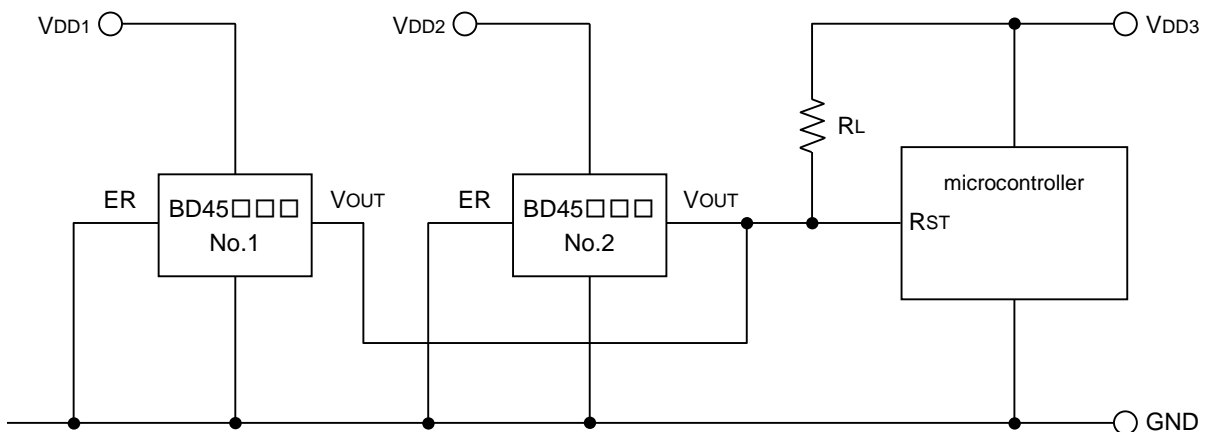 VDD1
VDD2
VDD3
RL
microcontroller
ER
BD45□□□
No.1
VOUT
ER
BD45□□□
No.2
VOUT
RST
GND